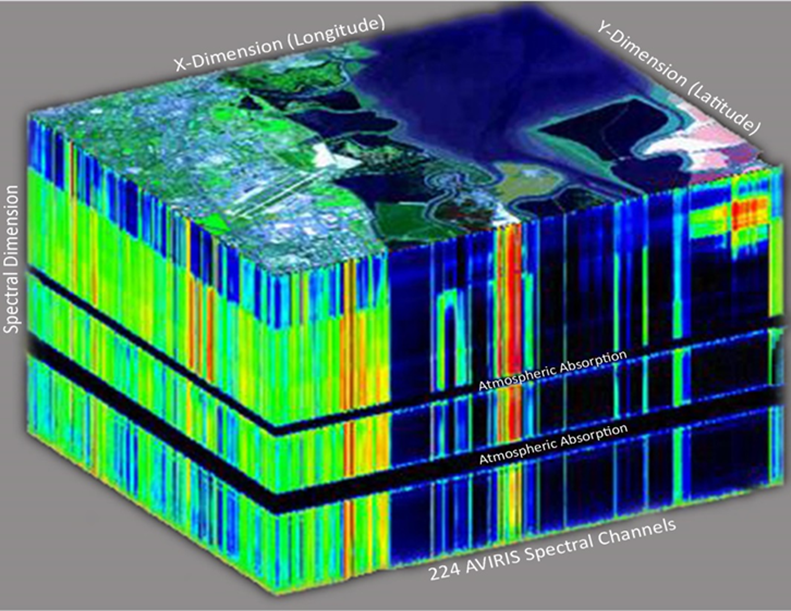 X-Dimension (Longitude)
Y-Dimension (Latitude)
Spectral Dimension
Atmospheric Absorption
Atmospheric Absorption
224 AVIRIS Spectral Channels